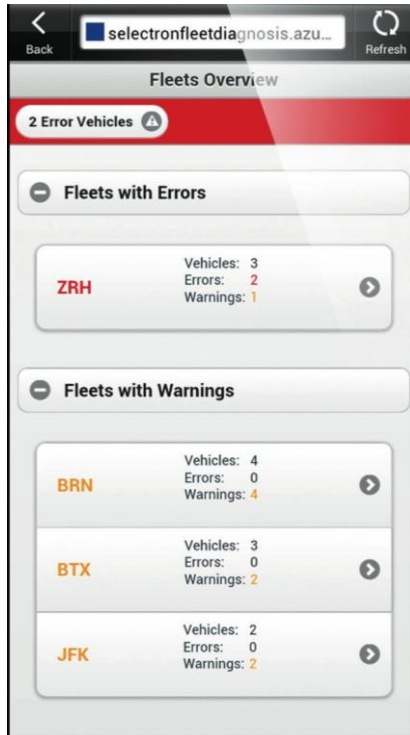 Back
selectronfleetdiagnosis.azu...
Refresh
Fleets Overview
2 Error Vehicles
Fleets with Errors
ZRH
Vehicles: 3
Errors: 2
Warnings: 1
Fleets with Warnings
BRN
Vehicles: 4
Errors: 0
Warnings: 4
BTX
Vehicles: 3
Errors: 0
Warnings: 2
JFK
Vehicles: 2
Errors: 0
Warnings: 2